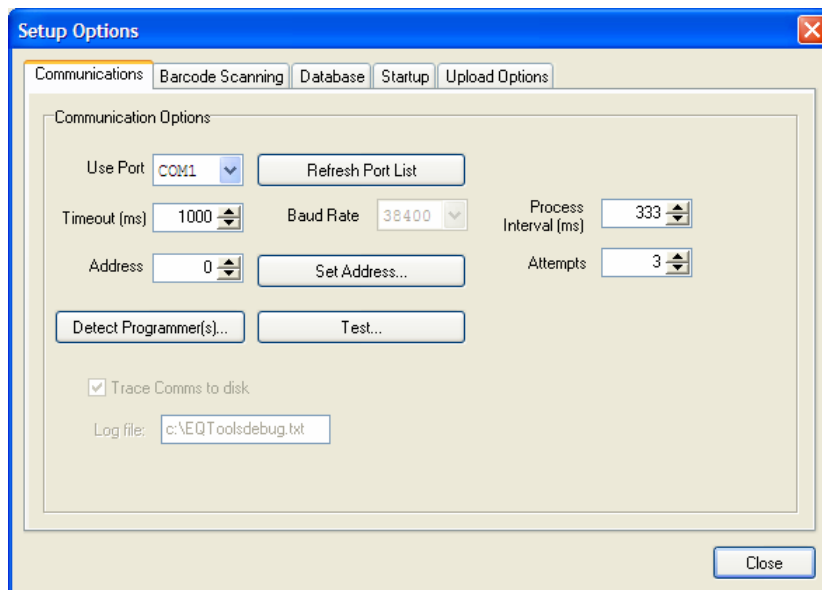 Setup Options
Communications Barcode Scanning Database Startup Upload Options
Communication Options
Use Port COM1 Refresh Port List
Timeout (ms) 1000 Baud Rate 38400 Process Interval (ms) 333
Address 0 Set Address... Attempts 3
Detect Programmer(s)... Test...
Trace Comms to disk
Log file: c:\EQToolsdebug.txt
Close